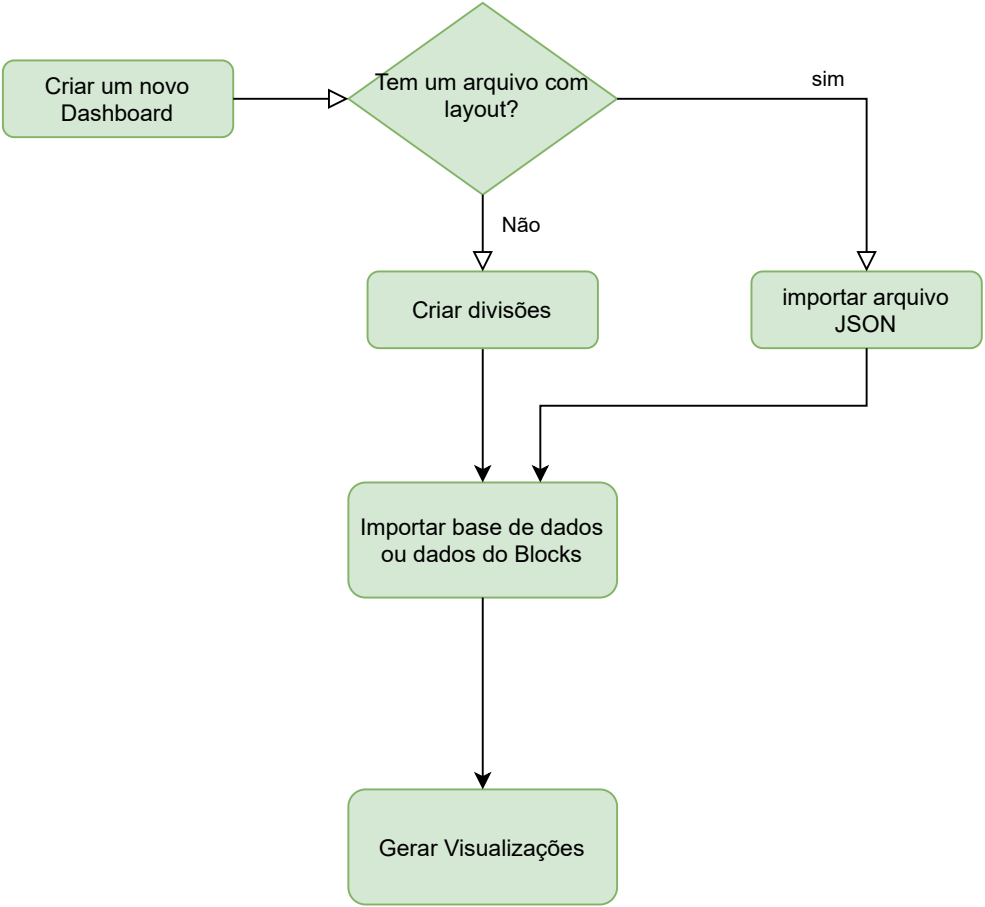 Criar um novo
Dashboard
Tem um arquivo com
layout?
sim
Não
Criar divisões
importar arquivo
JSON
Importar base de dados
ou dados do Blocks
Gerar Visualizações